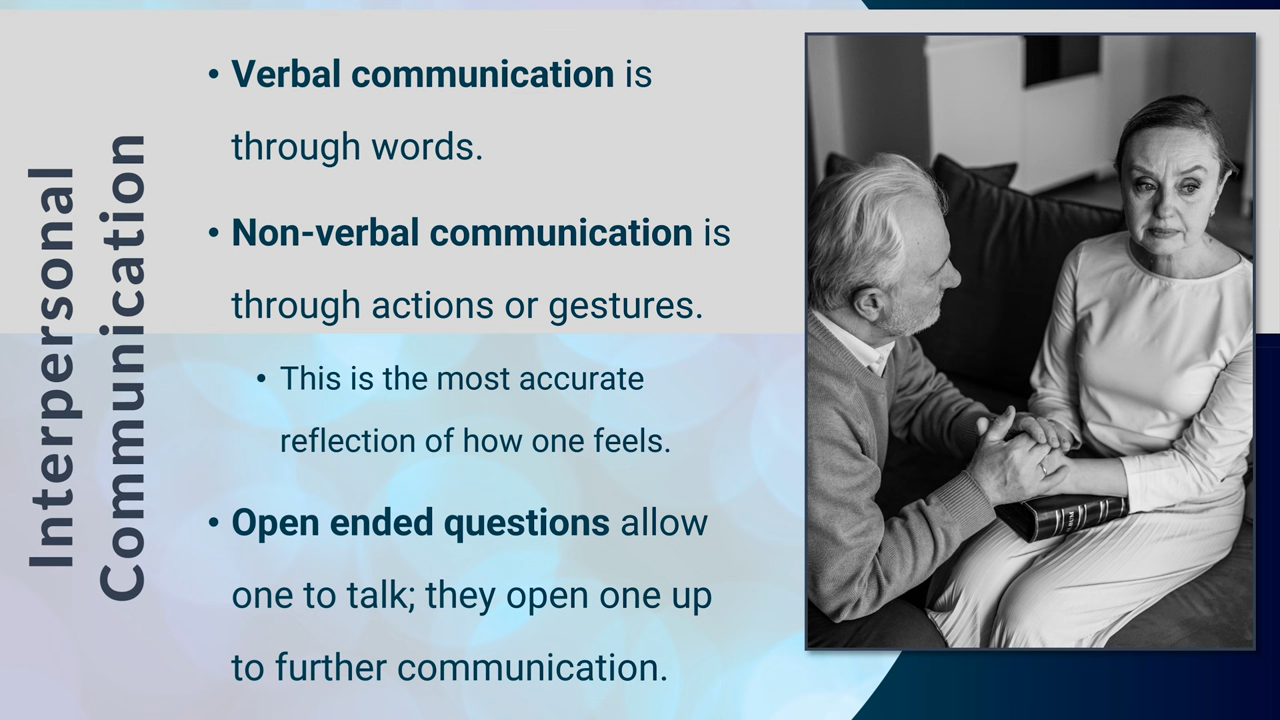 Interpersonal
Communication
• Verbal communication is
through words.
• Non-verbal communication is
through actions or gestures.
• This is the most accurate
reflection of how one feels.
• Open ended questions allow
one to talk; they open one up
to further communication.